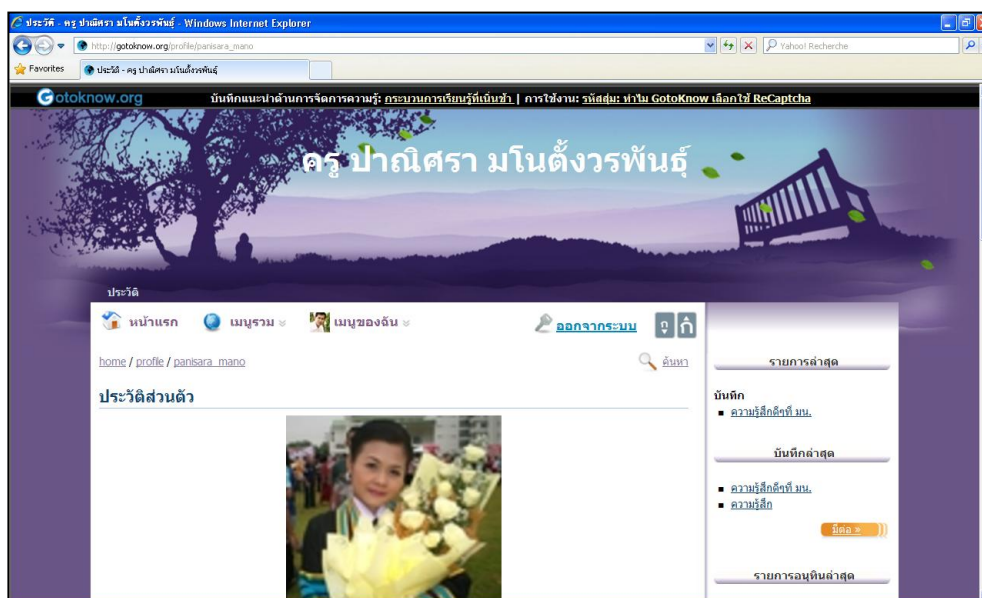 ประวัติ - ครู ปาณิศรา มโนตั้งวรพันธุ์ - Windows Internet Explorer
http://gotoknow.org/profile/panisara_mano
Yahoo! Recherche
Favorites
ประวัติ - ครู ปาณิศรา มโนตั้งวรพันธุ์
Gotoknow.org
บันทึกแนะนำด้านการจัดการความรู้: กระบวนการเรียนรู้ที่เนิ่นช้า | การใช้งาน: รหัสสุ่ม: ทำไม GotoKnow เลือกใช้ ReCaptcha
ครู ปาณิศรา มโนตั้งวรพันธุ์
ประวัติ
หน้าแรก เมนูรวม เมนูของฉัน ออกจากระบบ ก ก
home / profile / panisara_mano
ค้นหา
ประวัติส่วนตัว
รายการล่าสุด
บันทึก
ความรู้สึกดีๆที่ มน.
บันทึกล่าสุด
ความรู้สึกดีๆที่ มน.
ความรู้สึก
มีต่อ »
รายการอนุทินล่าสุด